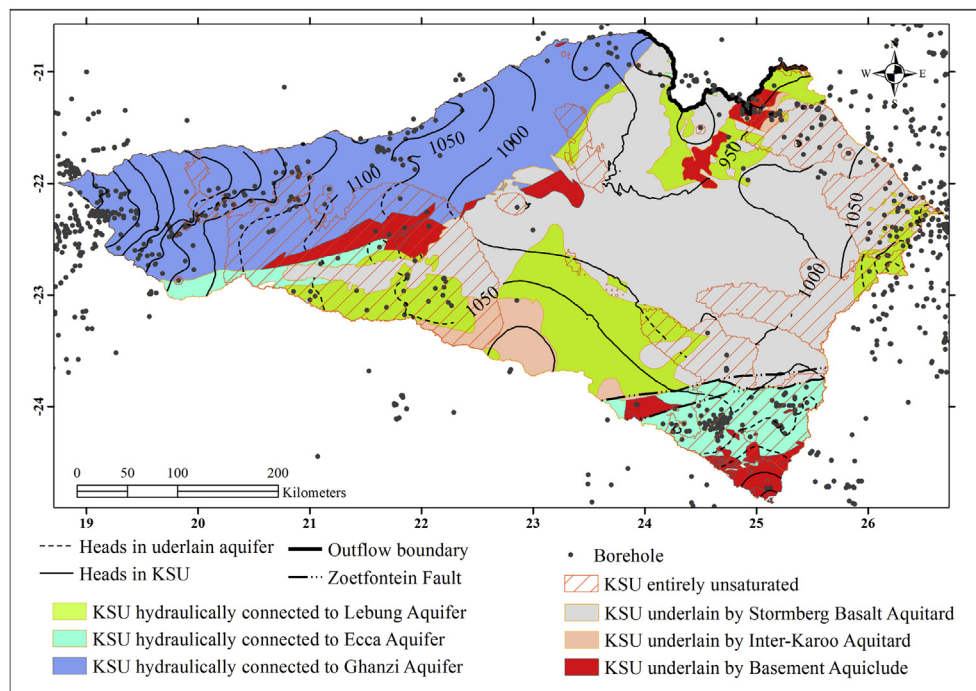 N
W E
S
-21
-22
-23
-24
1050
1000
1100
950
1050
1050
1000
0 50 100 200
Kilometers
19 20 21 22 23 24 25 26
Heads in uderlain aquifer
Heads in KSU
Outflow boundary
Zoetfontein Fault
Borehole
KSU entirely unsaturated
KSU hydraulically connected to Lebung Aquifer
KSU hydraulically connected to Ecca Aquifer
KSU hydraulically connected to Ghanzi Aquifer
KSU underlain by Stormberg Basalt Aquitard
KSU underlain by Inter-Karoo Aquitard
KSU underlain by Basement Aquiclude